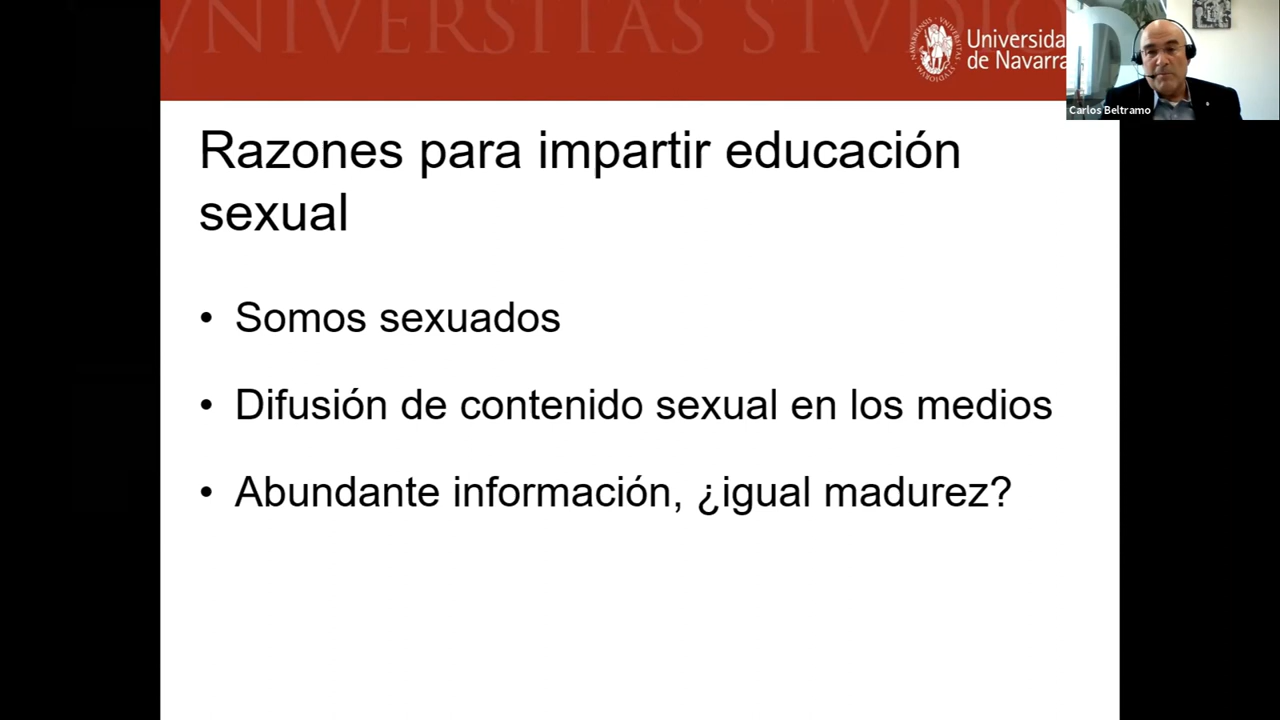 VNIVERSITAS STVDIO
Universida
de Navarra
Carlos Beltramo
Razones para impartir educación
sexual
• Somos sexuados
• Difusión de contenido sexual en los medios
• Abundante información, ¿igual madurez?